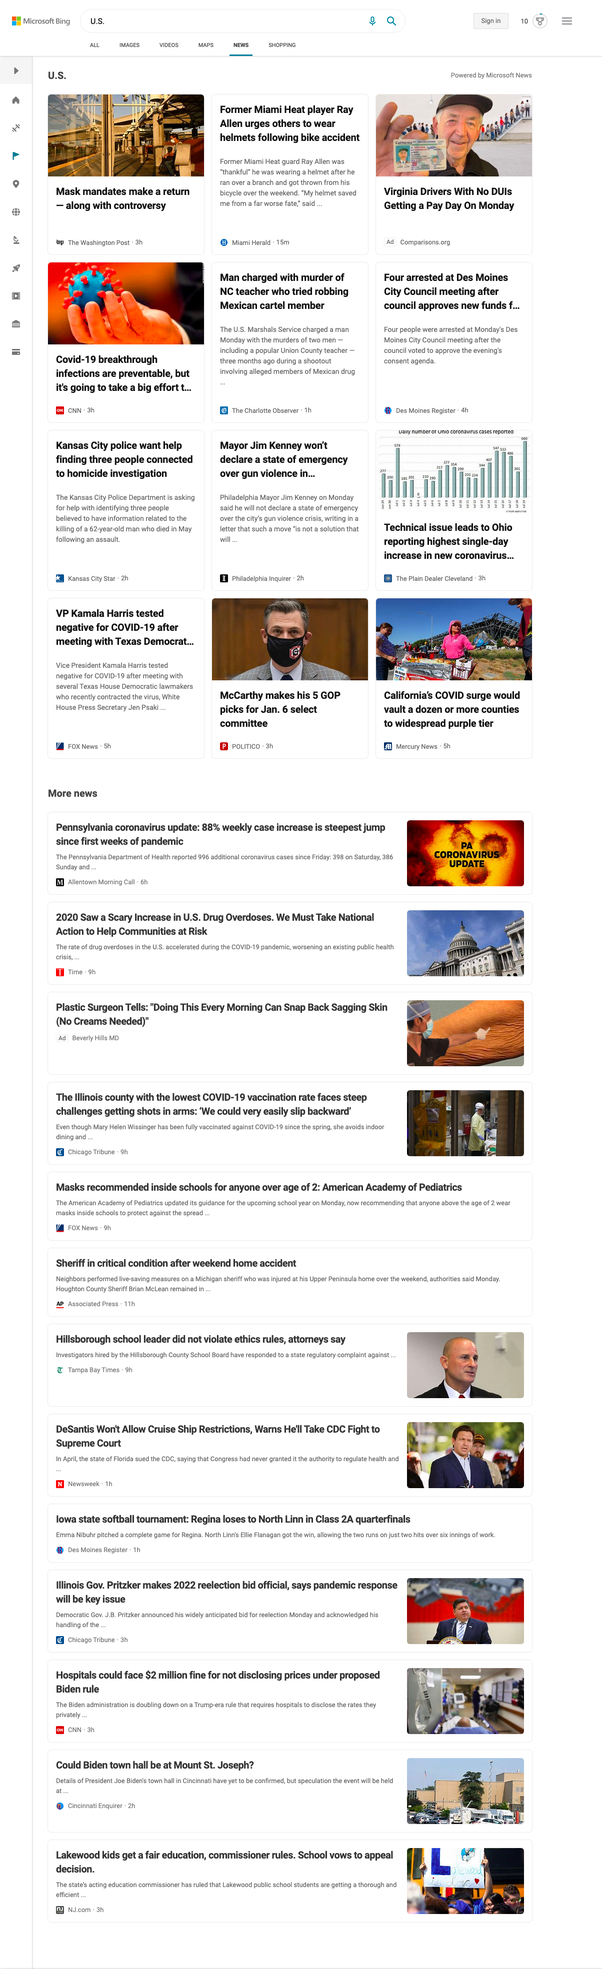 Microsoft Bing
U.S.
Sign in
10
ALL
IMAGES
VIDEOS
MAPS
NEWS
SHOPPING
U.S.
Powered by Microsoft News
Mask mandates make a return
— along with controversy
The Washington Post · 3h
Former Miami Heat player Ray
Allen urges others to wear
helmets following bike accident
Former Miami Heat guard Ray Allen was
"thankful" he was wearing a helmet after he
ran over a branch and got thrown from his
bicycle over the weekend. "My helmet saved
me from a far worse fate," said ...
Miami Herald · 15m
Virginia Drivers With No DUIs
Getting a Pay Day On Monday
Ad Comparisons.org
Covid-19 breakthrough
infections are preventable, but
it's going to take a big effort t...
CNN · 3h
Man charged with murder of
NC teacher who tried robbing
Mexican cartel member
The U.S. Marshals Service charged a man
Monday with the murders of two men —
including a popular Union County teacher —
three months ago during a shootout
involving alleged members of Mexican drug
...
The Charlotte Observer · 1h
Four arrested at Des Moines
City Council meeting after
council approves new funds f...
Four people were arrested at Monday's Des
Moines City Council meeting after the
council voted to approve the evening's
consent agenda.
Des Moines Register · 4h
Kansas City police want help
finding three people connected
to homicide investigation
The Kansas City Police Department is asking
for help with identifying three people
believed to have information related to the
killing of a 62-year-old man who died in May
following an assault.
Kansas City Star · 2h
Mayor Jim Kenney won't
declare a state of emergency
over gun violence in...
Philadelphia Mayor Jim Kenney on Monday
said he will not declare a state of emergency
over the city's gun violence crisis, writing in a
letter that such a move "is not a solution that
will ...
Philadelphia Inquirer · 2h
Daily number of Ohio coronavirus cases reported
Technical issue leads to Ohio
reporting highest single-day
increase in new coronavirus...
The Plain Dealer Cleveland · 3h
VP Kamala Harris tested
negative for COVID-19 after
meeting with Texas Democrat...
Vice President Kamala Harris tested
negative for COVID-19 after meeting with
several Texas House Democratic lawmakers
who recently contracted the virus, White
House Press Secretary Jen Psaki ...
FOX News · 5h
McCarthy makes his 5 GOP
picks for Jan. 6 select
committee
POLITICO · 3h
California's COVID surge would
vault a dozen or more counties
to widespread purple tier
Mercury News · 5h
More news
Pennsylvania coronavirus update: 88% weekly case increase is steepest jump
since first weeks of pandemic
The Pennsylvania Department of Health reported 996 additional coronavirus cases since Friday: 398 on Saturday, 386
Sunday and ...
Allentown Morning Call · 6h
PA
CORONAVIRUS
UPDATE
2020 Saw a Scary Increase in U.S. Drug Overdoses. We Must Take National
Action to Help Communities at Risk
The rate of drug overdoses in the U.S. accelerated during the COVID-19 pandemic, worsening an existing public health
crisis, ...
Time · 9h
Plastic Surgeon Tells: "Doing This Every Morning Can Snap Back Sagging Skin
(No Creams Needed)"
Ad Beverly Hills MD
The Illinois county with the lowest COVID-19 vaccination rate faces steep
challenges getting shots in arms: 'We could very easily slip backward'
Even though Mary Helen Wissinger has been fully vaccinated against COVID-19 since the spring, she avoids indoor
dining and ...
Chicago Tribune · 9h
Masks recommended inside schools for anyone over age of 2: American Academy of Pediatrics
The American Academy of Pediatrics updated its guidance for the upcoming school year on Monday, now recommending that anyone above the age of 2 wear
masks inside schools to protect against the spread ...
FOX News · 9h
Sheriff in critical condition after weekend home accident
Neighbors performed live-saving measures on a Michigan sheriff who was injured at his Upper Peninsula home over the weekend, authorities said Monday.
Houghton County Sheriff Brian McLean remained in ...
AP Associated Press · 11h
Hillsborough school leader did not violate ethics rules, attorneys say
Investigators hired by the Hillsborough County School Board have responded to a state regulatory complaint against ...
Tampa Bay Times · 9h
DeSantis Won't Allow Cruise Ship Restrictions, Warns He'll Take CDC Fight to
Supreme Court
In April, the state of Florida sued the CDC, saying that Congress had never granted it the authority to regulate health and
...
Newsweek · 1h
Iowa state softball tournament: Regina loses to North Linn in Class 2A quarterfinals
Emma Nibuhr pitched a complete game for Regina. North Linn's Ellie Flanagan got the win, allowing the two runs on just two hits over six innings of work.
Des Moines Register · 1h
Illinois Gov. Pritzker makes 2022 reelection bid official, says pandemic response
will be key issue
Democratic Gov. J.B. Pritzker announced his widely anticipated bid for reelection Monday and acknowledged his
handling of the ...
Chicago Tribune · 3h
Hospitals could face $2 million fine for not disclosing prices under proposed
Biden rule
The Biden administration is doubling down on a Trump-era rule that requires hospitals to disclose the rates they
privately ...
CNN · 3h
Could Biden town hall be at Mount St. Joseph?
Details of President Joe Biden's town hall in Cincinnati have yet to be confirmed, but speculation the event will be held
at ...
Cincinnati Enquirer · 2h
Lakewood kids get a fair education, commissioner rules. School vows to appeal
decision.
The state's acting education commissioner has ruled that Lakewood public school students are getting a thorough and
efficient ...
NJ.com · 3h